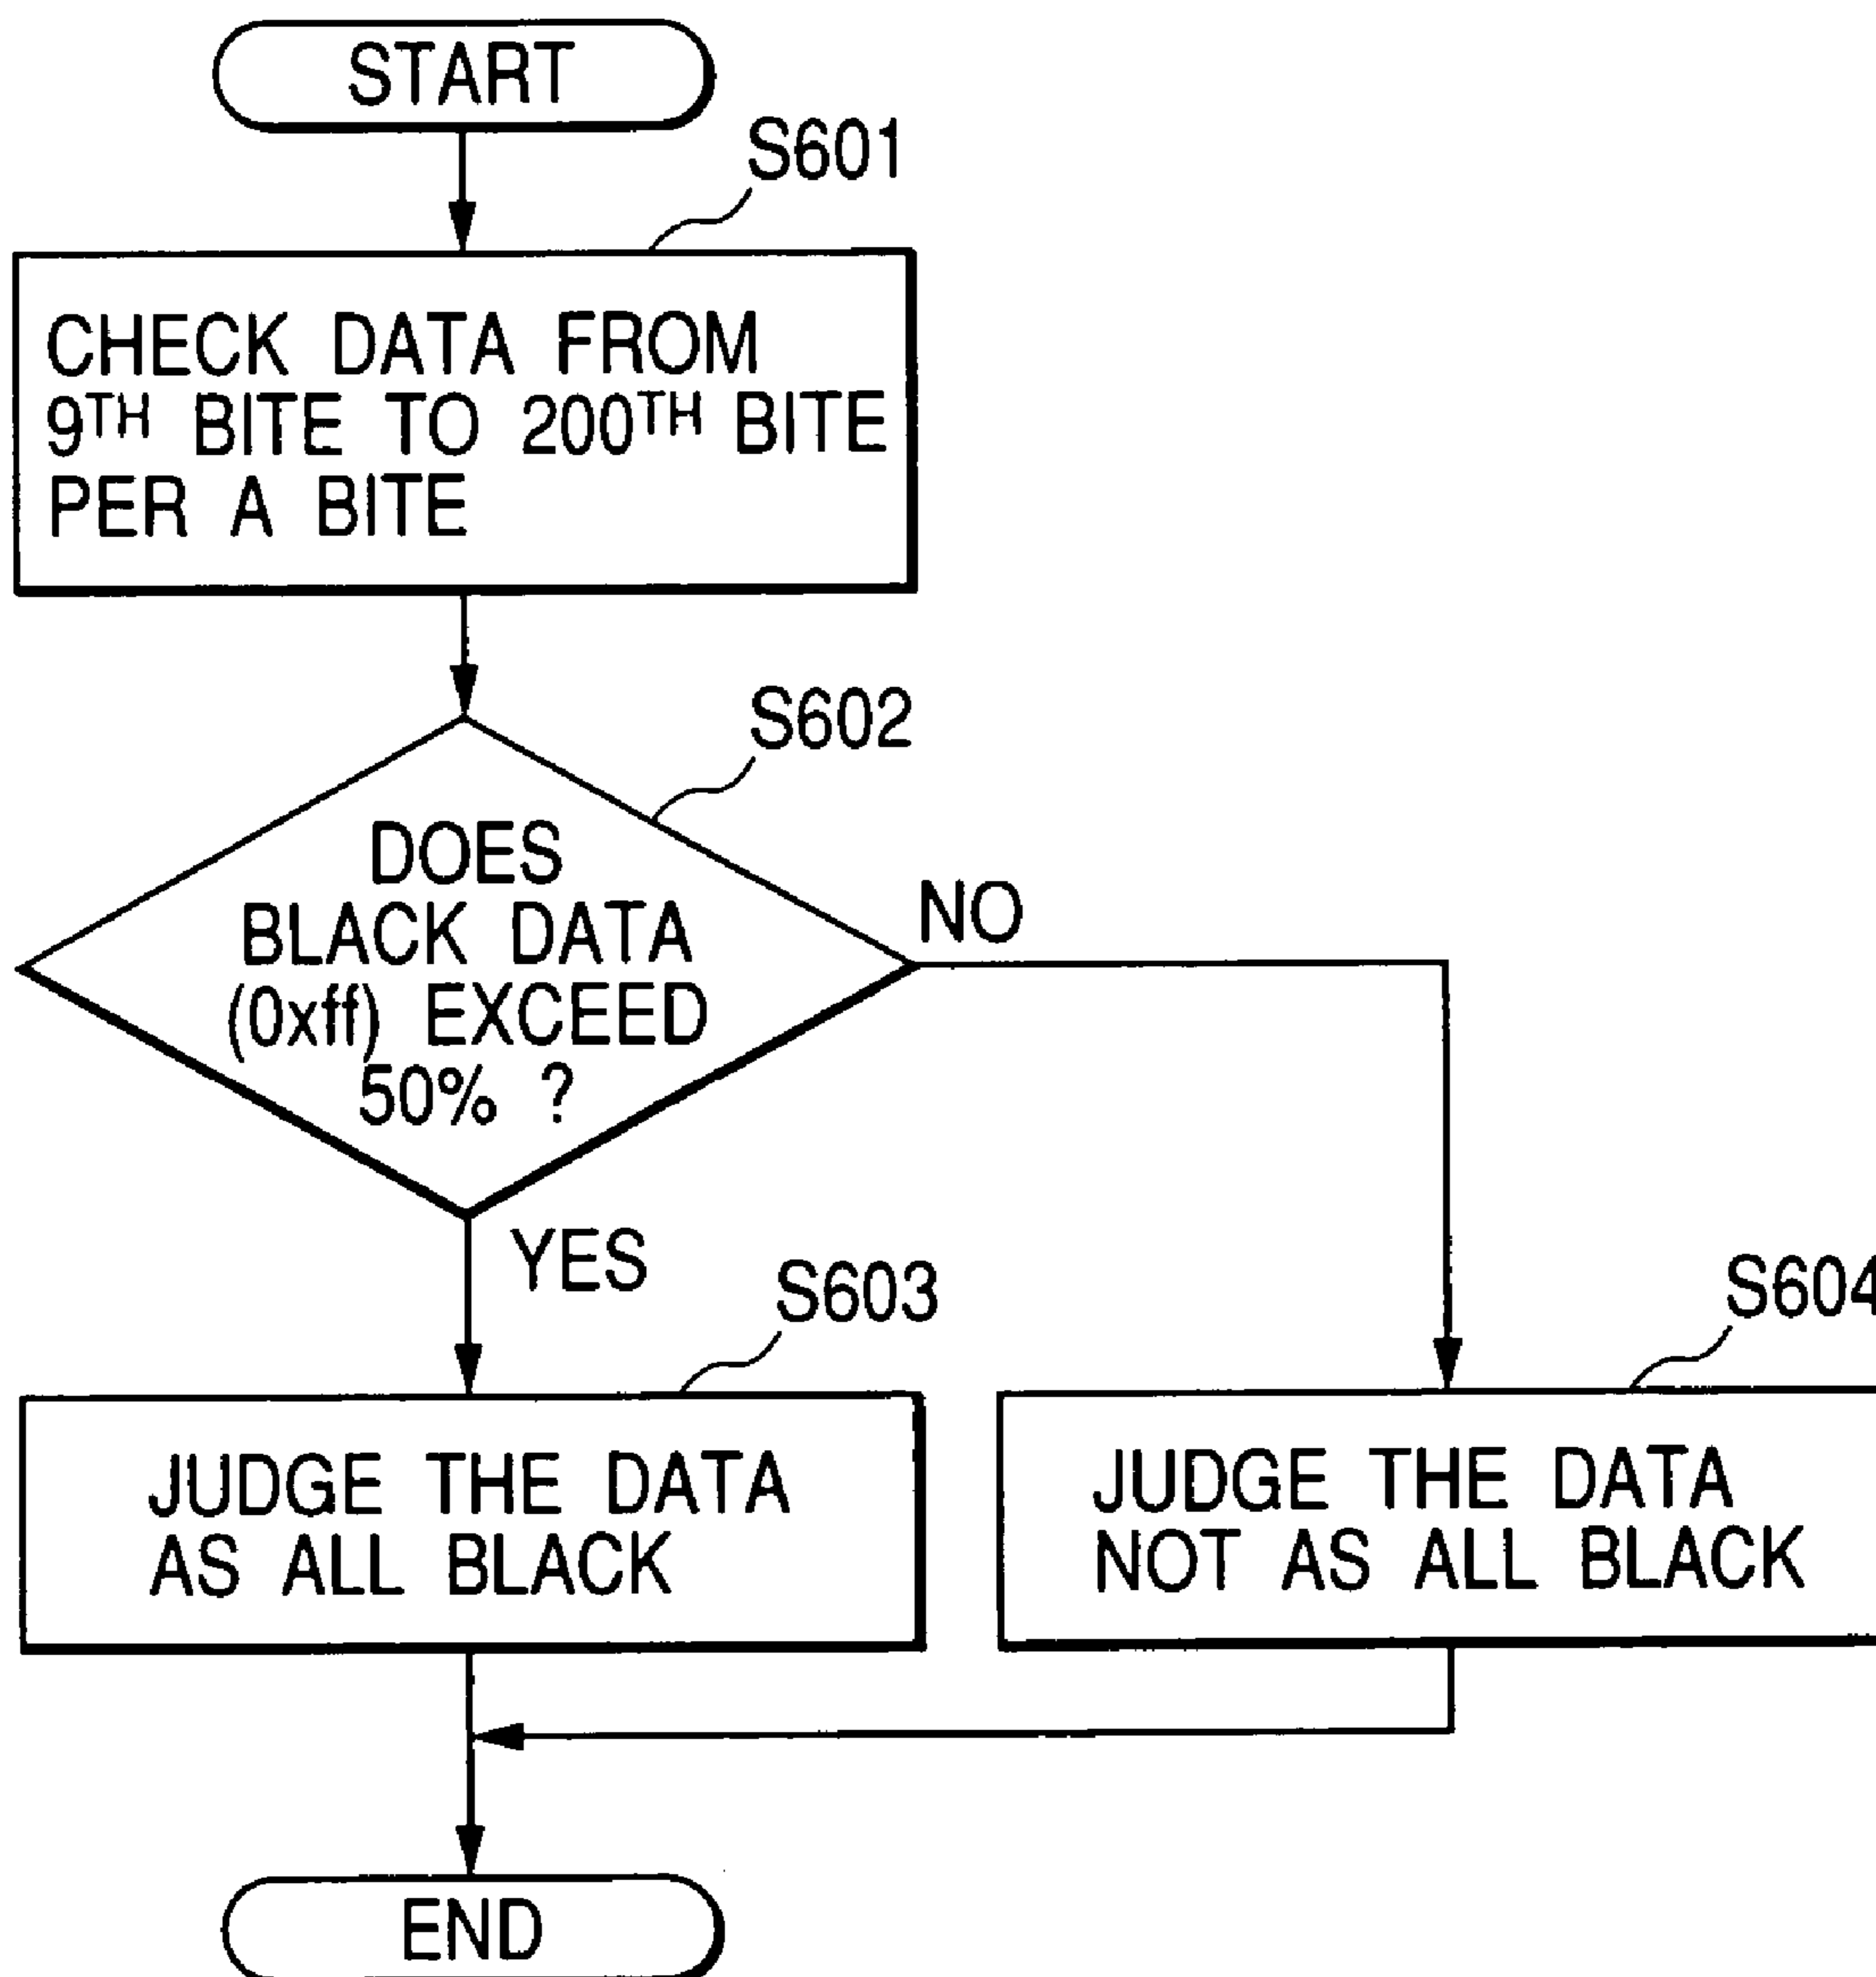 START
S601
CHECK DATA FROM
9TH BITE TO 200TH BITE
PER A BITE
S602
DOES
BLACK DATA
(0xff) EXCEED
50% ?
NO
YES
S603
JUDGE THE DATA
AS ALL BLACK
S604
JUDGE THE DATA
NOT AS ALL BLACK
END